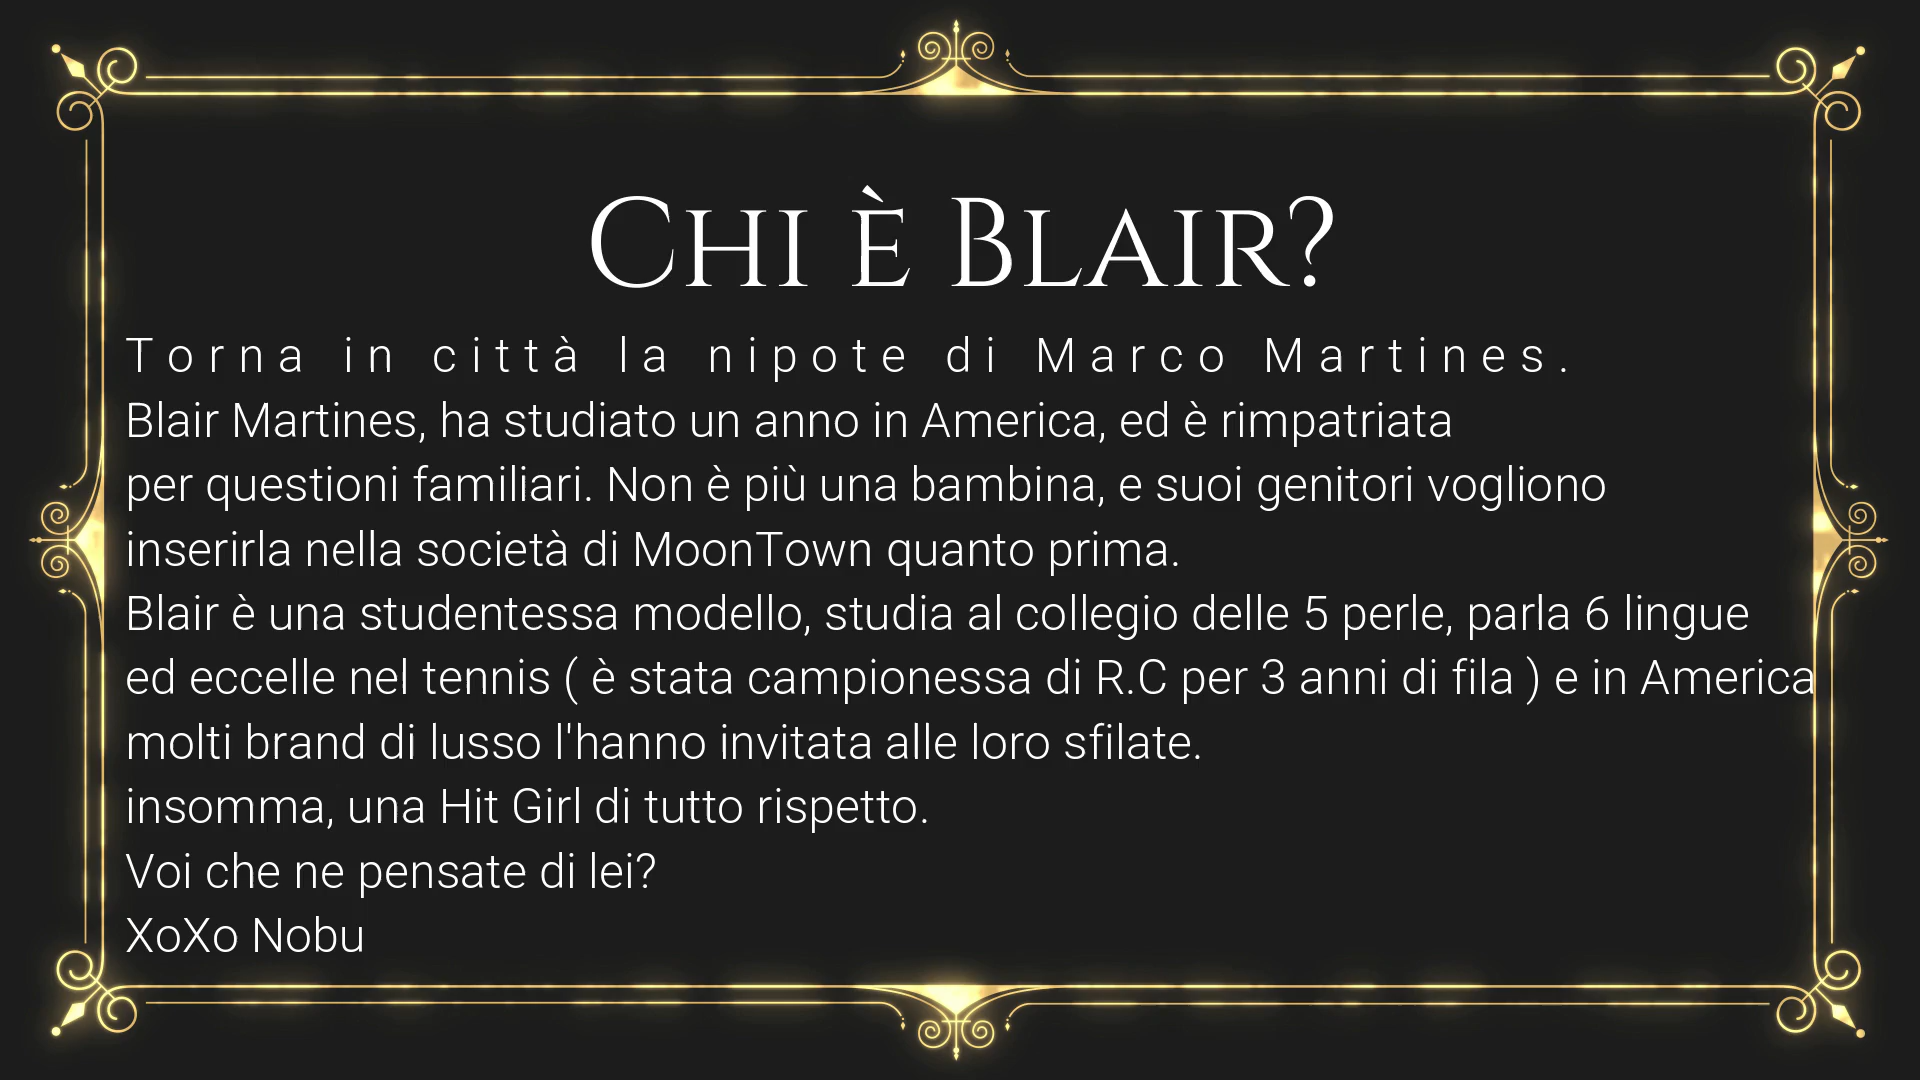 Chi è Blair?
Torna in città la nipote di Marco Martines.
Blair Martines, ha studiato un anno in America, ed è rimpatriata
per questioni familiari. Non è più una bambina, e suoi genitori vogliono
inserirla nella società di MoonTown quanto prima.
Blair è una studentessa modello, studia al collegio delle 5 perle, parla 6 lingue
ed eccelle nel tennis ( è stata campionessa di R.C per 3 anni di fila ) e in America
molti brand di lusso l'hanno invitata alle loro sfilate.
insomma, una Hit Girl di tutto rispetto.
Voi che ne pensate di lei?
XoXo Nobu